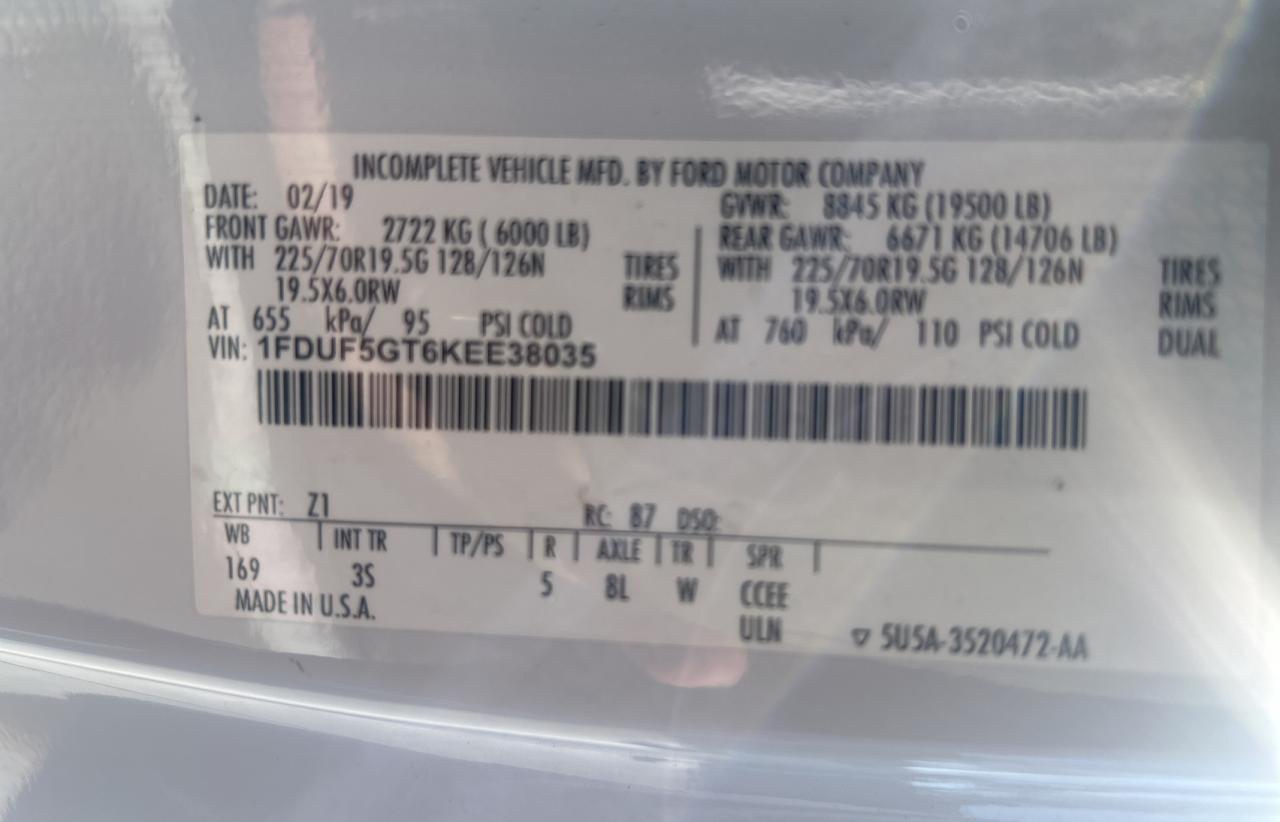 INCOMPLETE VEHICLE MFD. BY FORD MOTOR COMPANY
DATE: 02/19 GVWR: 8845 KG (19500 LB)
FRONT GAWR: 2722 KG ( 6000 LB) REAR GAWR: 6671 KG (14706 LB)
WITH 225/70R19.5G 128/126N TIRES WITH 225/70R19.5G 128/126N TIRES
19.5X6.0RW RIMS 19.5X6.0RW RIMS
AT 655 kPa/ 95 PSI COLD AT 760 kPa/ 110 PSI COLD DUAL
VIN: 1FDUF5GT6KEE38035
EXT PNT: Z1 RC: 87 DSO:
WB INT TR TP/PS R AXLE TR SPR
169 3S 5 8L W CCEE
MADE IN U.S.A. ULN ▽ 5U5A-3520472-AA